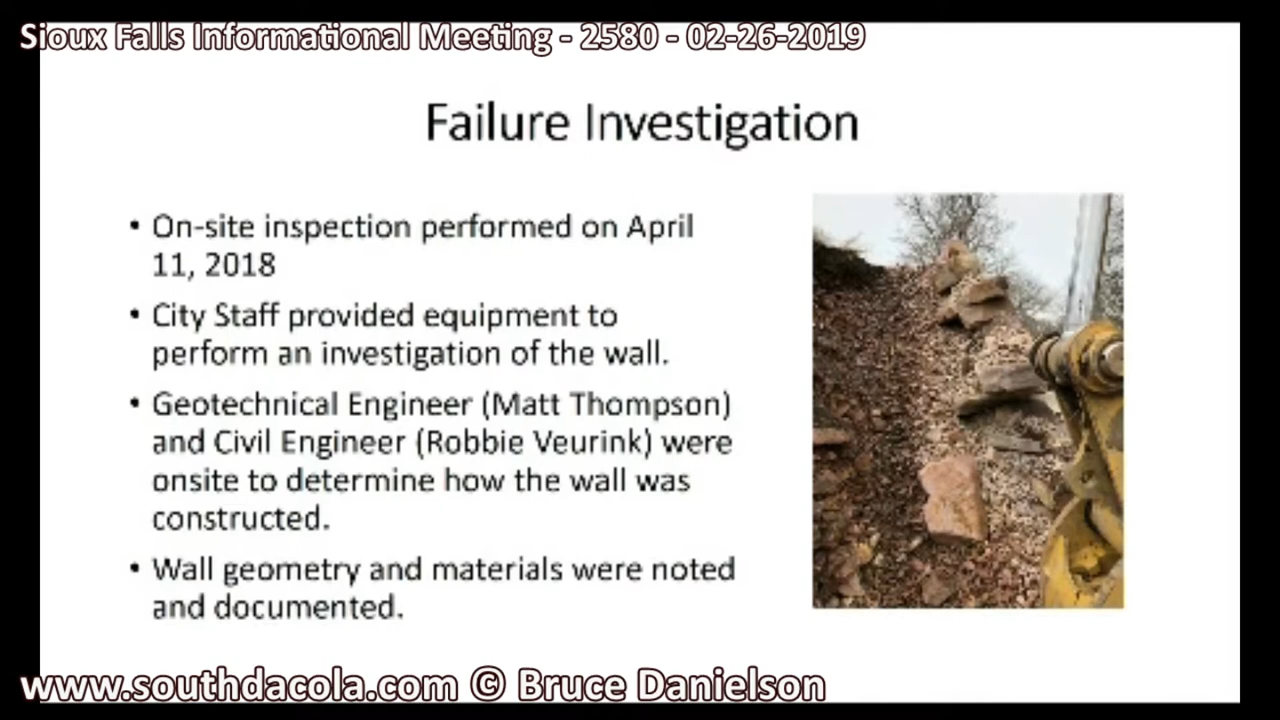 Sioux Falls Informational Meeting - 2580 - 02-26-2019
Failure Investigation
• On-site inspection performed on April
11, 2018
• City Staff provided equipment to
perform an investigation of the wall.
• Geotechnical Engineer (Matt Thompson)
and Civil Engineer (Robbie Veurink) were
onsite to determine how the wall was
constructed.
• Wall geometry and materials were noted
and documented.
www.southdacola.com © Bruce Danielson